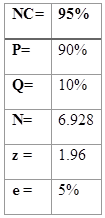 NC= 95%
P= 90%
Q= 10%
N= 6.928
z = 1.96
e = 5%